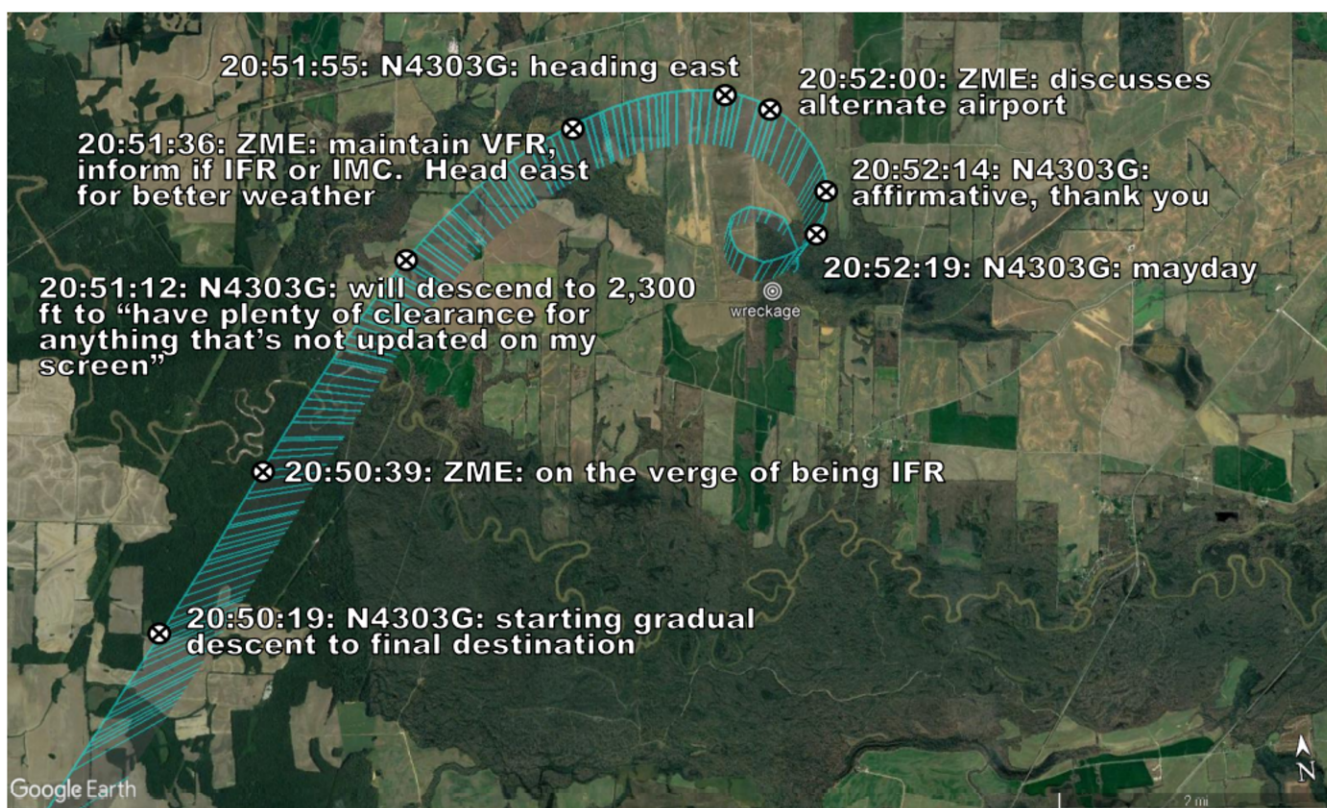 20:51:55: N4303G: heading east
20:52:00: ZME: discusses
alternate airport
20:51:36: ZME: maintain VFR,
inform if IFR or IMC.  Head east
for better weather
20:52:14: N4303G:
affirmative, thank you
20:52:19: N4303G: mayday
20:51:12: N4303G: will descend to 2,300
ft to “have plenty of clearance for
anything that’s not updated on my
screen”
wreckage
20:50:39: ZME: on the verge of being IFR
20:50:19: N4303G: starting gradual
descent to final destination
Google Earth
N
2 mi